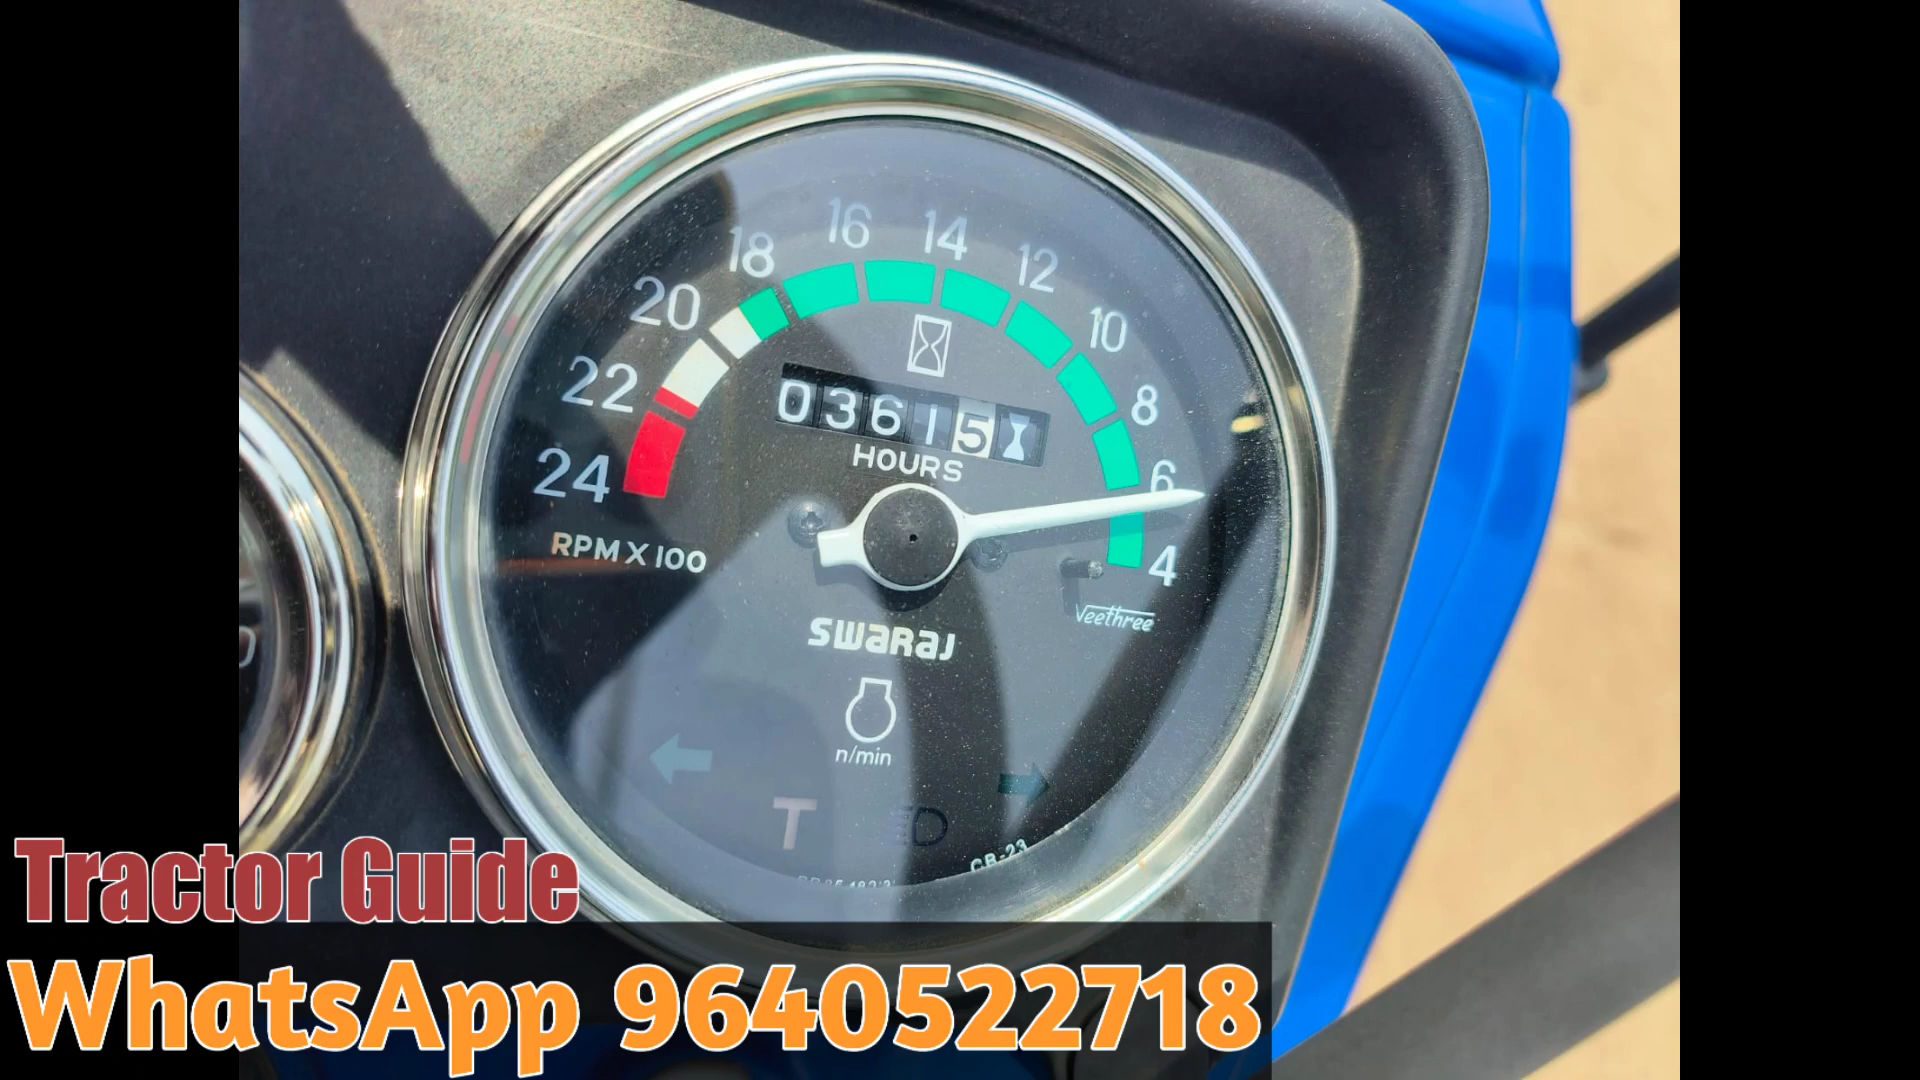 16 14
18 12
20 10
22 8
24 6
4
03615
HOURS
RPM X 100
Veethree
SWARAJ
n/min
T
CB-23
Tractor Guide
WhatsApp 9640522718